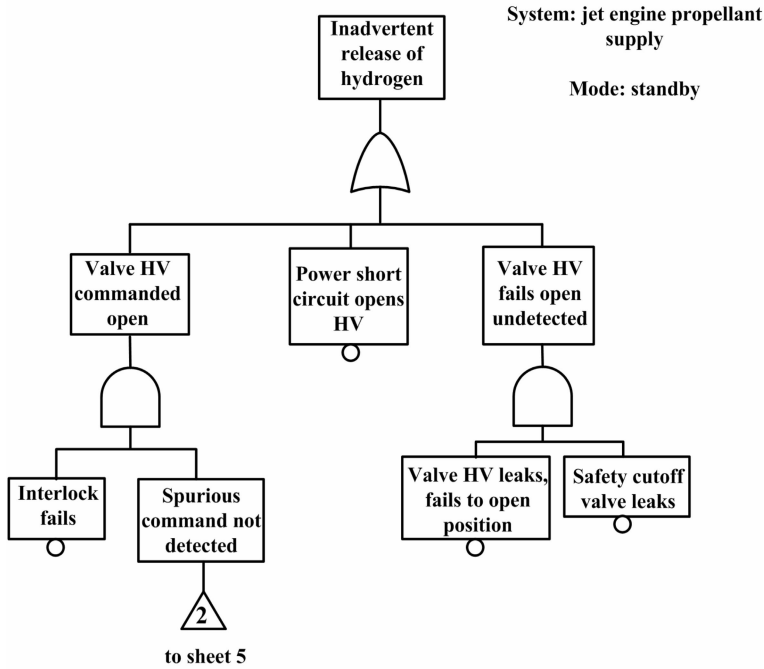 Inadvertent
release of
hydrogen
System: jet engine propellant
supply
Mode: standby
Valve HV
commanded
open
Power short
circuit opens
HV
Valve HV
fails open
undetected
Interlock
fails
Spurious
command not
detected
Valve HV leaks,
fails to open
position
Safety cutoff
valve leaks
2
to sheet 5